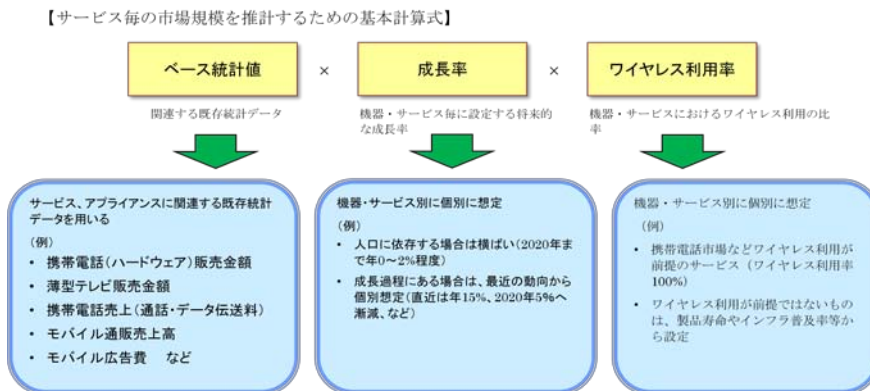 【サービス毎の市場規模を推計するための基本計算式】
ベース統計値 × 成長率 × ワイヤレス利用率
関連する既存統計データ
機器・サービス毎に設定する将来的
な成長率
機器・サービスにおけるワイヤレス利用の比
率
サービス、アプライアンスに関連する既存統計
データを用いる
(例)
• 携帯電話(ハードウェア)販売金額
• 薄型テレビ販売金額
• 携帯電話売上(通話・データ伝送料)
• モバイル通販売上高
• モバイル広告費 など
機器・サービス別に個別に想定
(例)
• 人口に依存する場合は横ばい(2020年ま
で年0～2%程度)
• 成長過程にある場合は、最近の動向から
個別想定(直近は年15%、2020年5%へ
漸減、など)
機器・サービス別に個別に想定
(例)
• 携帯電話市場などワイヤレス利用が
前提のサービス(ワイヤレス利用率
100%)
• ワイヤレス利用が前提ではないもの
は、製品寿命やインフラ普及率等か
ら設定